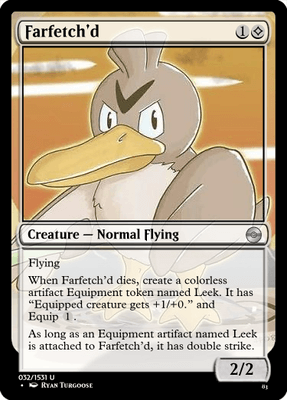 Farfetch'd 1
Creature — Normal Flying
Flying
When Farfetch'd dies, create a colorless
artifact Equipment token named Leek. It has
“Equipped creature gets +1/+0.” and
Equip 1.
As long as an Equipment artifact named Leek
is attached to Farfetch'd, it has double strike.
2/2
032/1531 U
• Ryan Turgoose